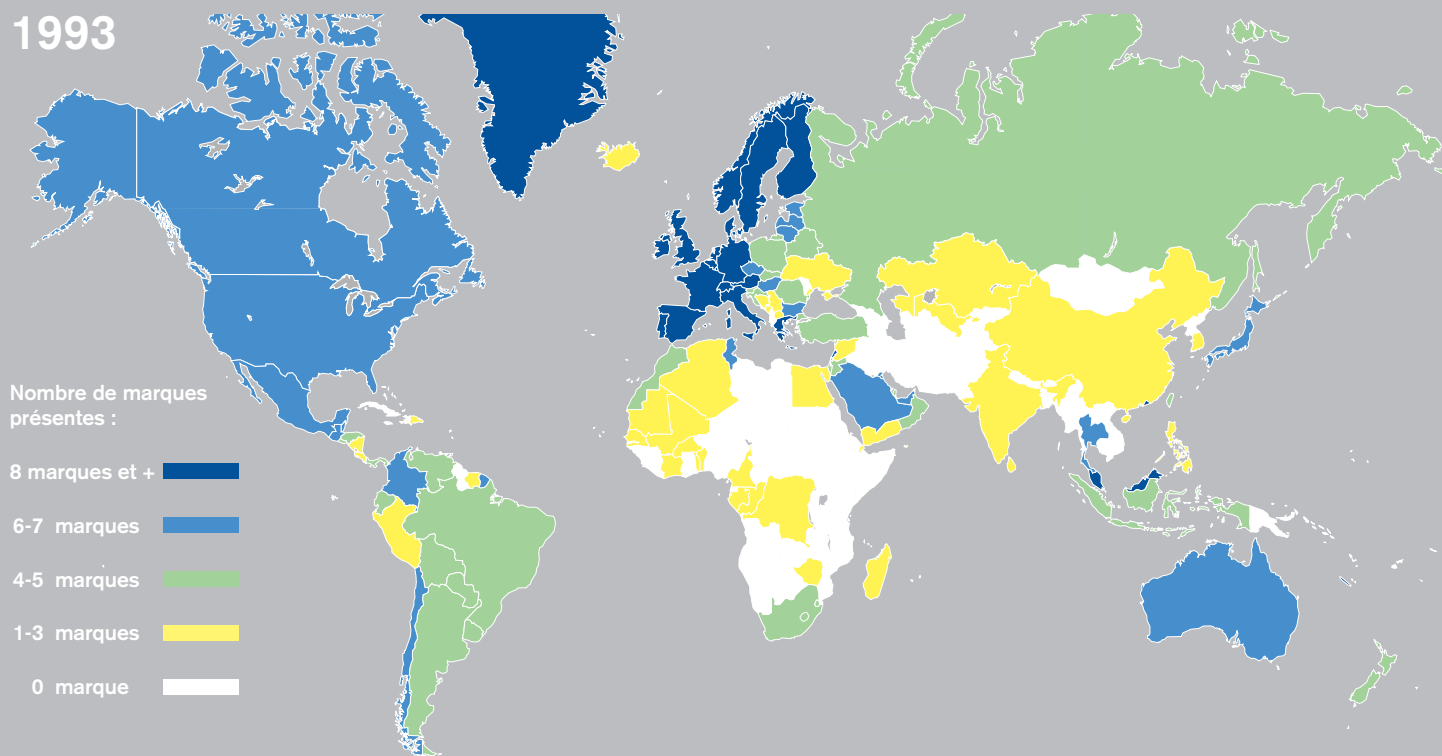 1993
Nombre de marques
présentes :
8 marques et +
6-7 marques
4-5 marques
1-3 marques
0 marque